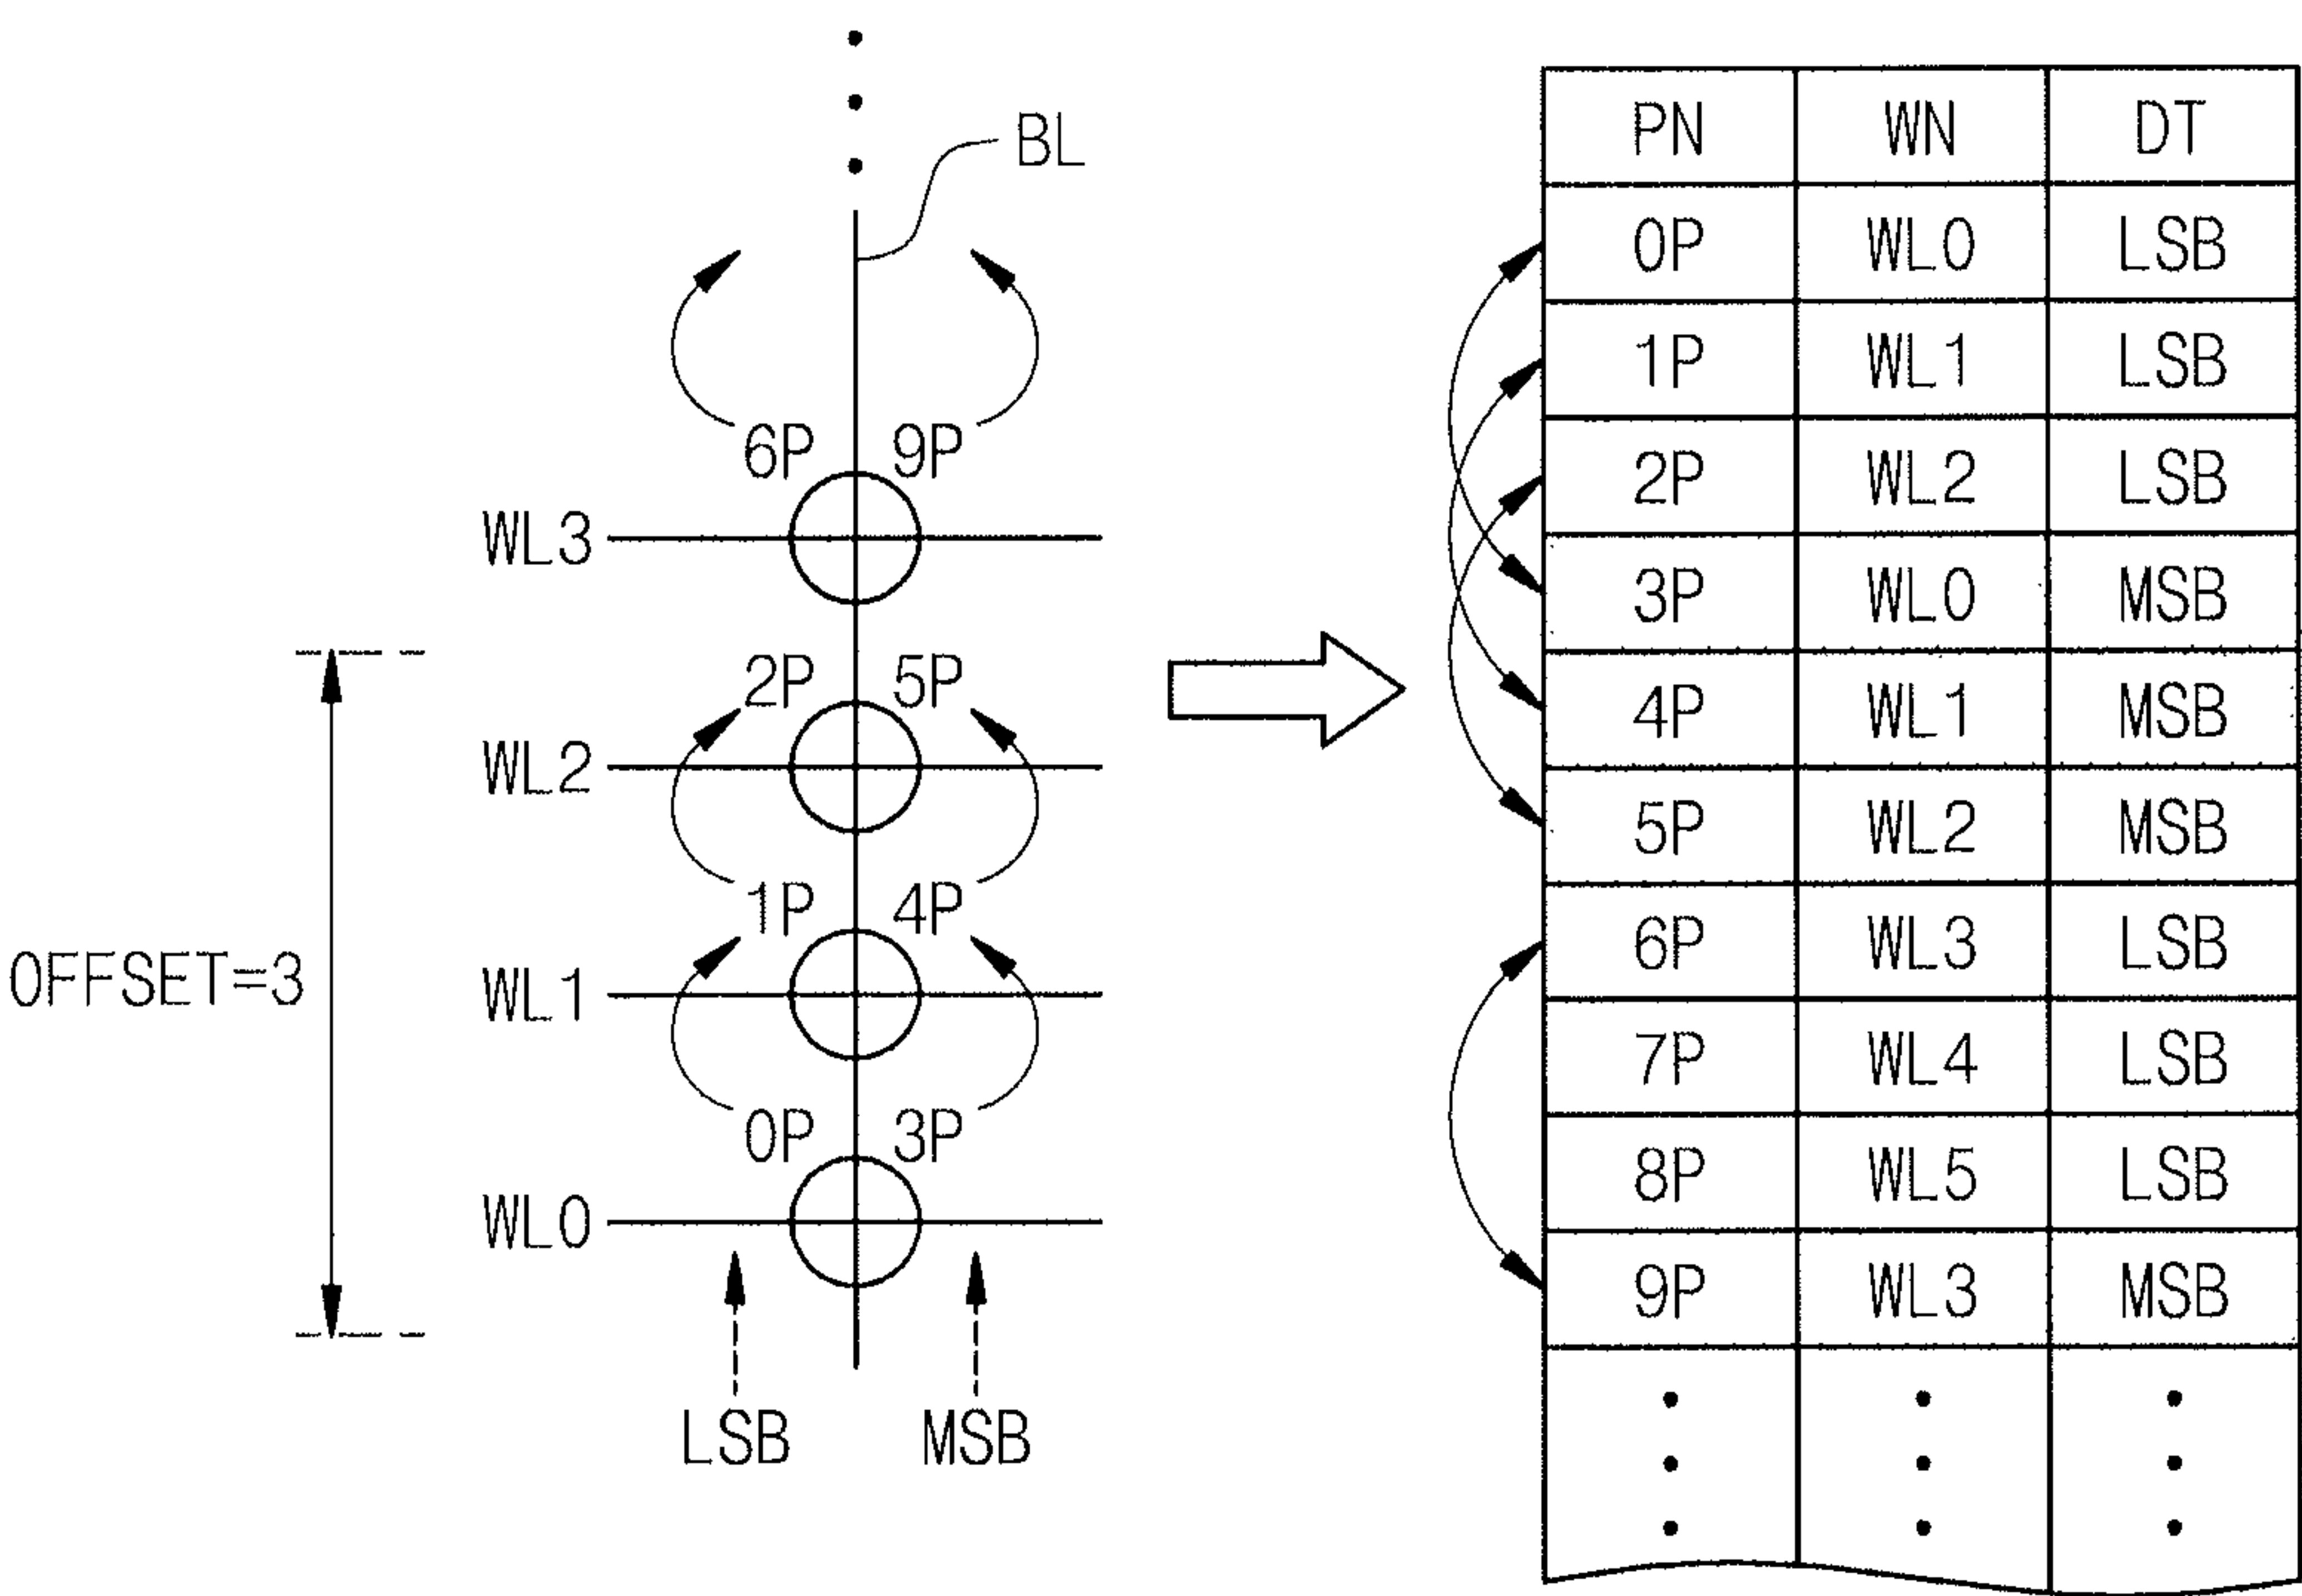 BL
6P 9P
WL3
2P 5P
WL2
1P 4P
OFFSET=3
WL1
0P 3P
WL0
LSB MSB
PN WN DT
0P WL0 LSB
1P WL1 LSB
2P WL2 LSB
3P WL0 MSB
4P WL1 MSB
5P WL2 MSB
6P WL3 LSB
7P WL4 LSB
8P WL5 LSB
9P WL3 MSB